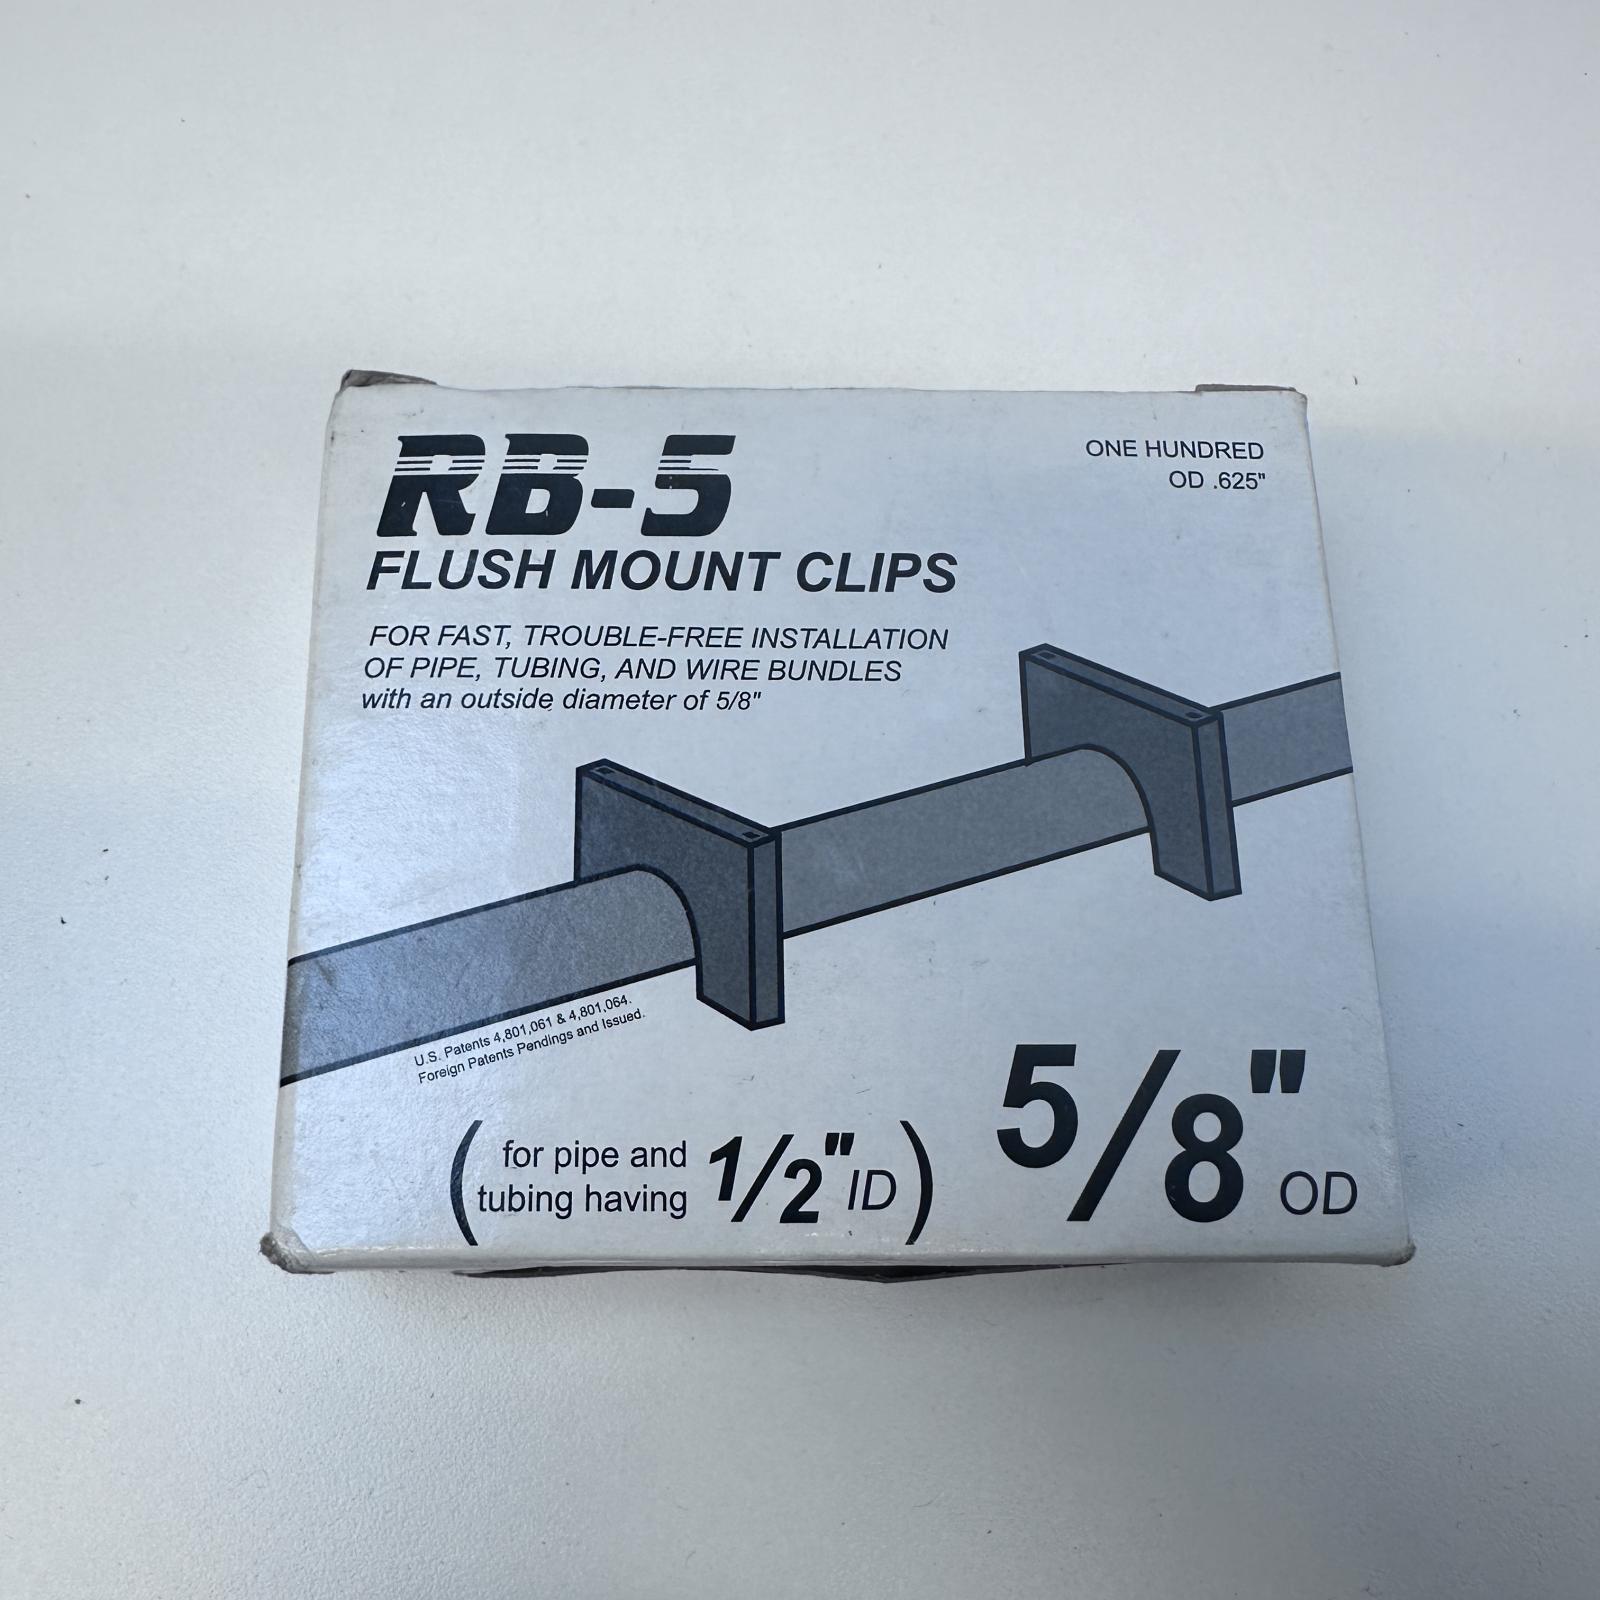 RB-5
ONE HUNDRED
OD .625"
FLUSH MOUNT CLIPS
FOR FAST, TROUBLE-FREE INSTALLATION
OF PIPE, TUBING, AND WIRE BUNDLES
with an outside diameter of 5/8"
U.S. Patents 4,801,061 & 4,801,064.
Foreign Patents Pendings and Issued.
(for pipe and
tubing having 1/2" ID)
5/8" OD